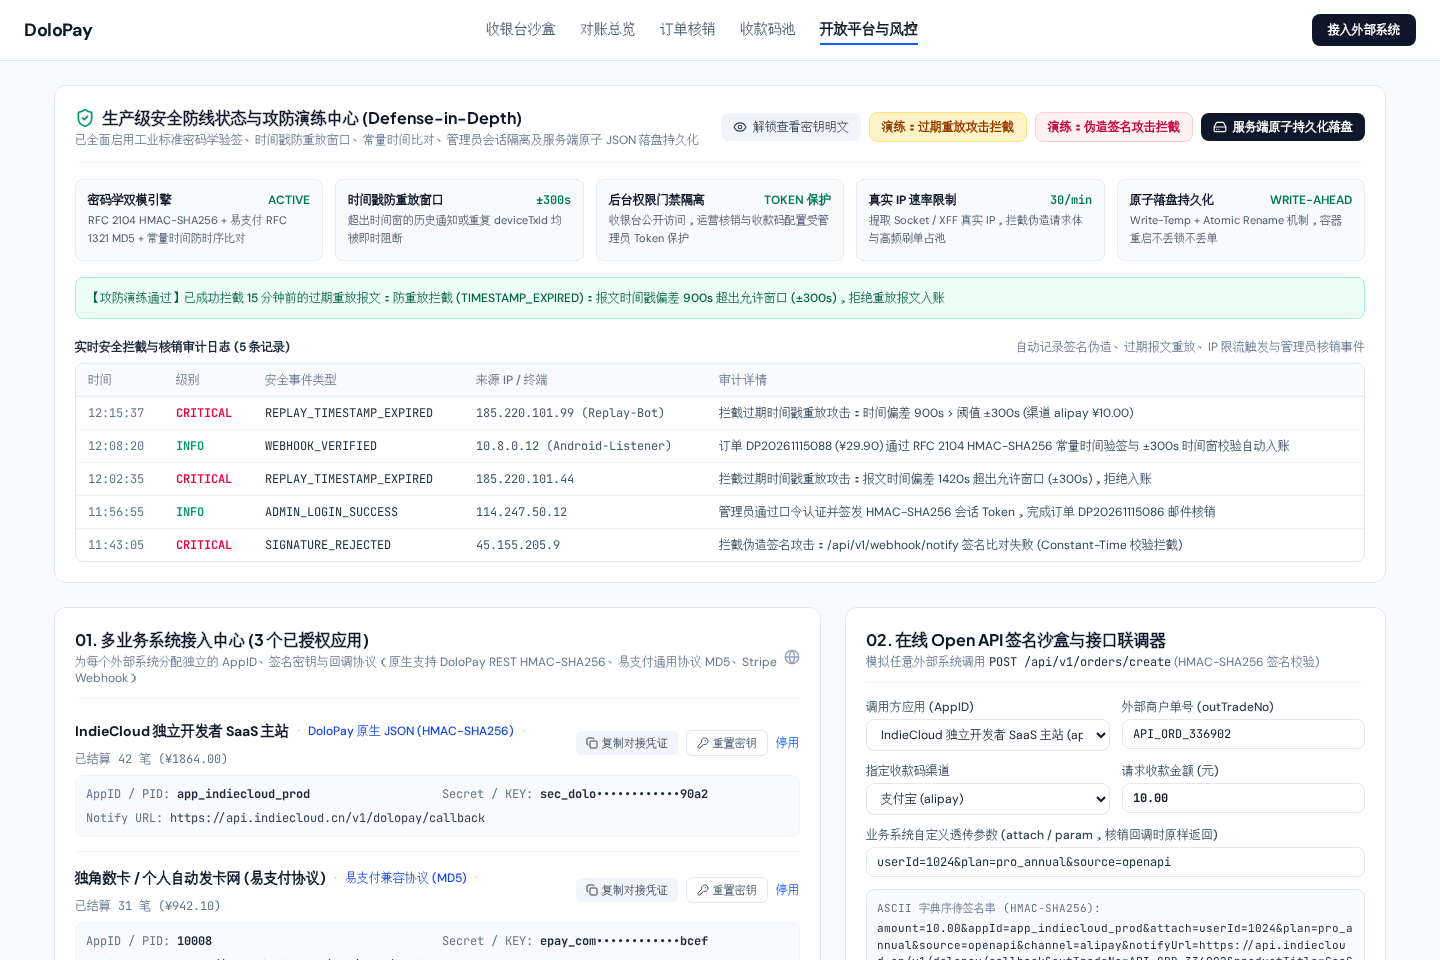 DoloPay
收银台沙盒
对账总览
订单核销
收款码池
开放平台与风控
接入外部系统
生产级安全防线状态与攻防演练中心 (Defense-in-Depth)
已全面启用工业标准密码学验签、时间戳防重放窗口、常量时间比对、管理员会话隔离及服务端原子 JSON 落盘持久化
解锁查看密钥明文
演练：过期重放攻击拦截
演练：伪造签名攻击拦截
服务端原子持久化落盘
密码学双模引擎 ACTIVE
RFC 2104 HMAC-SHA256 + 易支付 RFC
1321 MD5 + 常量时间防时序比对
时间戳防重放窗口 ±300s
超出时间窗的历史通知或重复 deviceTxId 均
被即时阻断
后台权限门禁隔离 TOKEN 保护
收银台公开访问，运营核销与收款码配置受管
理员 Token 保护
真实 IP 速率限制 30/min
提取 Socket / XFF 真实 IP，拦截伪造请求体
与高频刷单占池
原子落盘持久化 WRITE-AHEAD
Write-Temp + Atomic Rename 机制，容器
重启不丢锁不丢单
【攻防演练通过】已成功拦截 15 分钟前的过期重放报文：防重放拦截 (TIMESTAMP_EXPIRED)：报文时间戳偏差 900s 超出允许窗口 (±300s)，拒绝重放报文入账
实时安全拦截与核销审计日志 (5 条记录)
自动记录签名伪造、过期报文重放、IP 限流触发与管理员核销事件
时间 级别 安全事件类型 来源 IP / 终端 审计详情
12:15:37 CRITICAL REPLAY_TIMESTAMP_EXPIRED 185.220.101.99 (Replay-Bot) 拦截过期时间戳重放攻击：时间偏差 900s > 阈值 ±300s (渠道 alipay ¥10.00)
12:08:20 INFO WEBHOOK_VERIFIED 10.8.0.12 (Android-Listener) 订单 DP20261115088 (¥29.90) 通过 RFC 2104 HMAC-SHA256 常量时间验签与 ±300s 时间窗校验自动入账
12:02:35 CRITICAL REPLAY_TIMESTAMP_EXPIRED 185.220.101.44 拦截过期时间戳重放攻击：报文时间偏差 1420s 超出允许窗口 (±300s)，拒绝入账
11:56:55 INFO ADMIN_LOGIN_SUCCESS 114.247.50.12 管理员通过口令认证并签发 HMAC-SHA256 会话 Token，完成订单 DP20261115086 邮件核销
11:43:05 CRITICAL SIGNATURE_REJECTED 45.155.205.9 拦截伪造签名攻击：/api/v1/webhook/notify 签名比对失败 (Constant-Time 校验拦截)
01. 多业务系统接入中心 (3 个已授权应用)
为每个外部系统分配独立的 AppID、签名密钥与回调协议（原生支持 DoloPay REST HMAC-SHA256、易支付通用协议 MD5、Stripe
Webhook）
IndieCloud 独立开发者 SaaS 主站 · DoloPay 原生 JSON (HMAC-SHA256) ·
已结算 42 笔 (¥1864.00)
复制对接凭证
重置密钥
停用
AppID / PID: app_indiecloud_prod Secret / KEY: sec_dolo••••••••••••90a2
Notify URL: https://api.indiecloud.cn/v1/dolopay/callback
独角数卡 / 个人自动发卡网 (易支付协议) · 易支付兼容协议 (MD5) ·
已结算 31 笔 (¥942.10)
复制对接凭证
重置密钥
停用
AppID / PID: 10008 Secret / KEY: epay_com••••••••••••bcef
02. 在线 Open API 签名沙盒与接口联调器
模拟任意外部系统调用 POST /api/v1/orders/create (HMAC-SHA256 签名校验)
调用方应用 (AppID)
IndieCloud 独立开发者 SaaS 主站 (ap
外部商户单号 (outTradeNo)
API_ORD_336902
指定收款码渠道
支付宝 (alipay)
请求收款金额 (元)
10.00
业务系统自定义透传参数 (attach / param，核销回调时原样返回)
userId=1024&plan=pro_annual&source=openapi
ASCII 字典序待签名串 (HMAC-SHA256):
amount=10.00&appId=app_indiecloud_prod&attach=userId=1024&plan=pro_a
nnual&source=openapi&channel=alipay&notifyUrl=https://api.indieclou